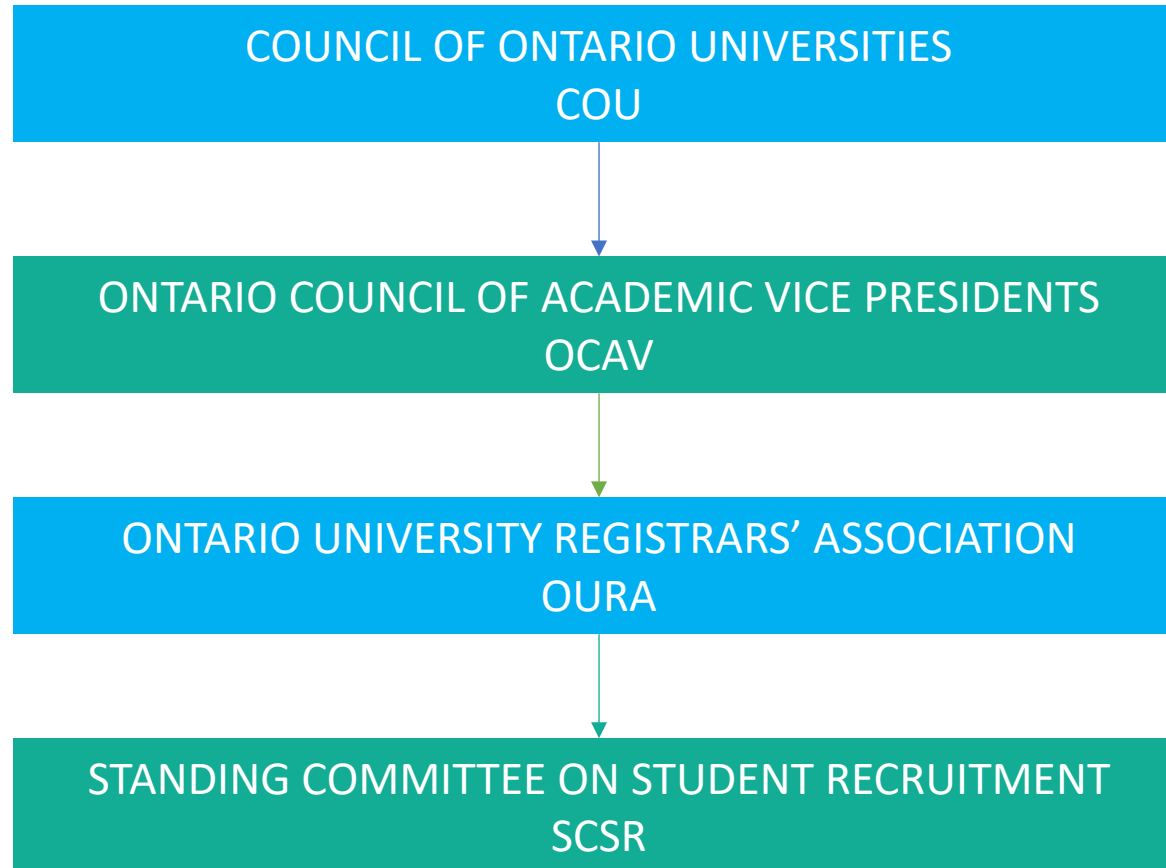 COUNCIL OF ONTARIO UNIVERSITIES
COU
ONTARIO COUNCIL OF ACADEMIC VICE PRESIDENTS
OCAV
ONTARIO UNIVERSITY REGISTRARS’ ASSOCIATION
OURA
STANDING COMMITTEE ON STUDENT RECRUITMENT
SCSR